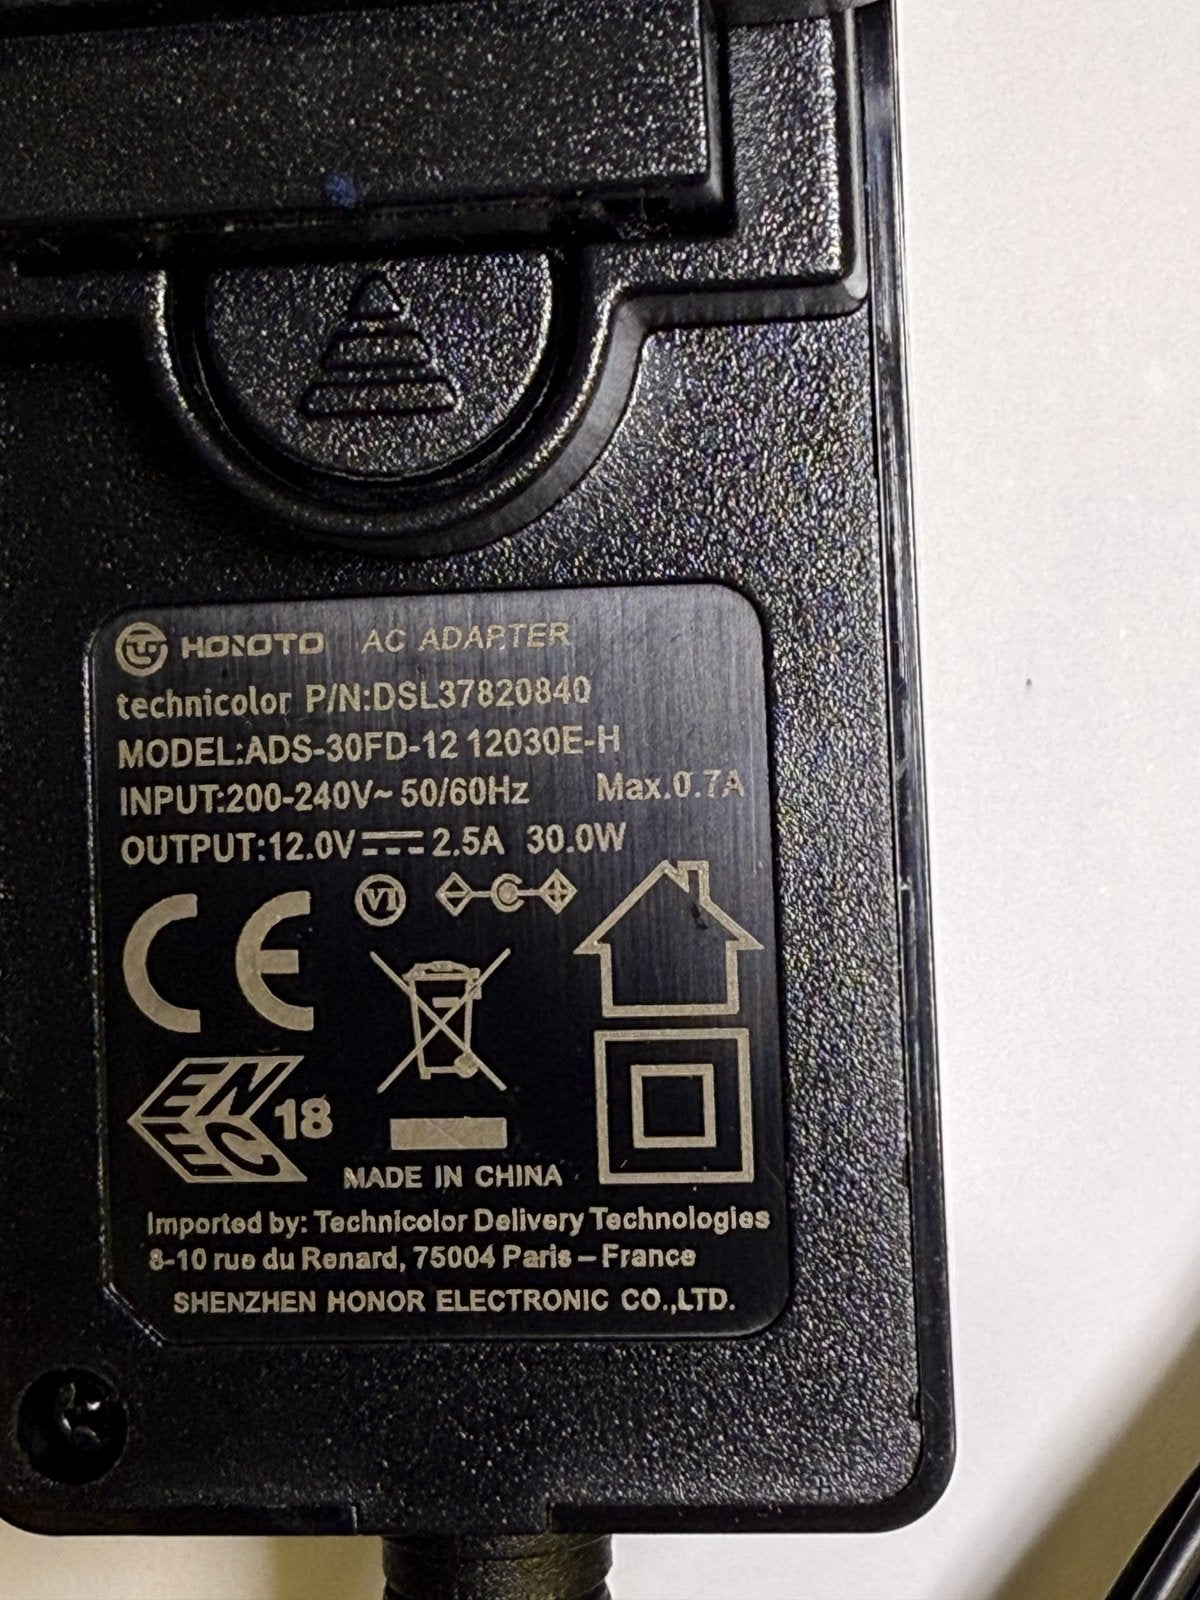 HONOTO AC ADAPTER
technicolor P/N:DSL37820840
MODEL:ADS-30FD-12 12030E-H
INPUT:200-240V~ 50/60Hz Max.0.7A
OUTPUT:12.0V⎓2.5A 30.0W
CE
VI
C
EN
EC
18
MADE IN CHINA
Imported by: Technicolor Delivery Technologies
8-10 rue du Renard, 75004 Paris – France
SHENZHEN HONOR ELECTRONIC CO.,LTD.